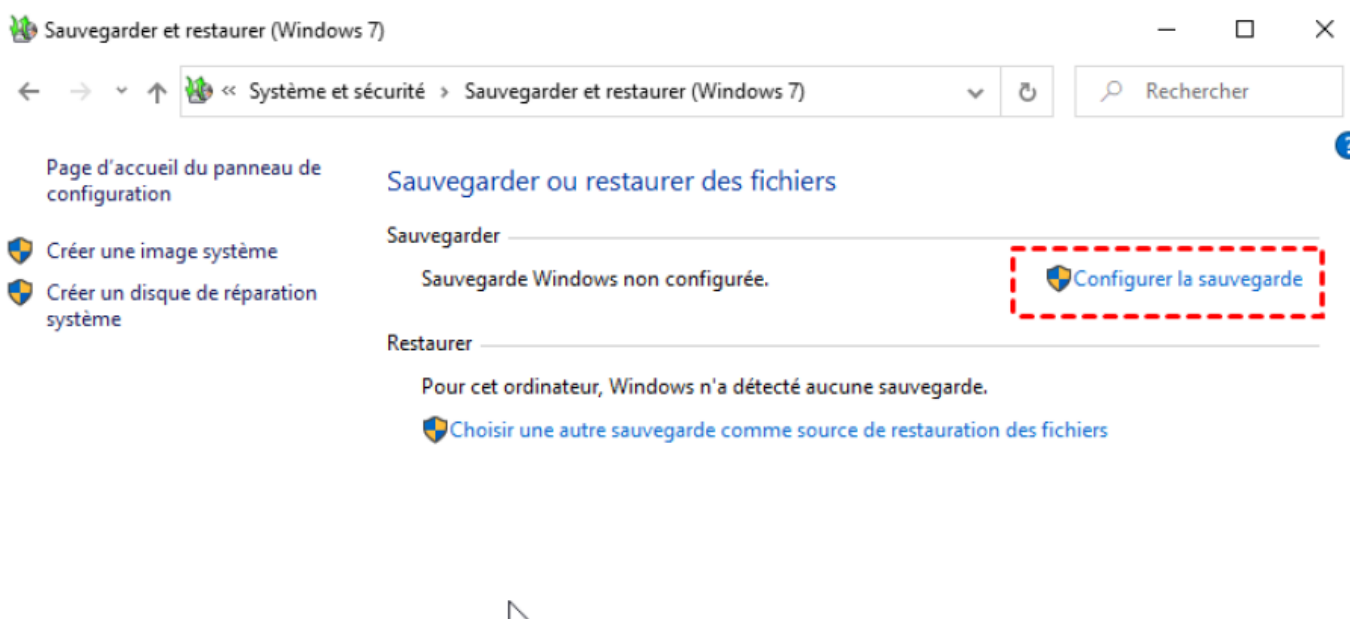 Sauvegarder et restaurer (Windows 7)
« Système et sécurité > Sauvegarder et restaurer (Windows 7)
Rechercher
?
Page d'accueil du panneau de
configuration
Créer une image système
Créer un disque de réparation
système
Sauvegarder ou restaurer des fichiers
Sauvegarder
Sauvegarde Windows non configurée.
Configurer la sauvegarde
Restaurer
Pour cet ordinateur, Windows n'a détecté aucune sauvegarde.
Choisir une autre sauvegarde comme source de restauration des fichiers